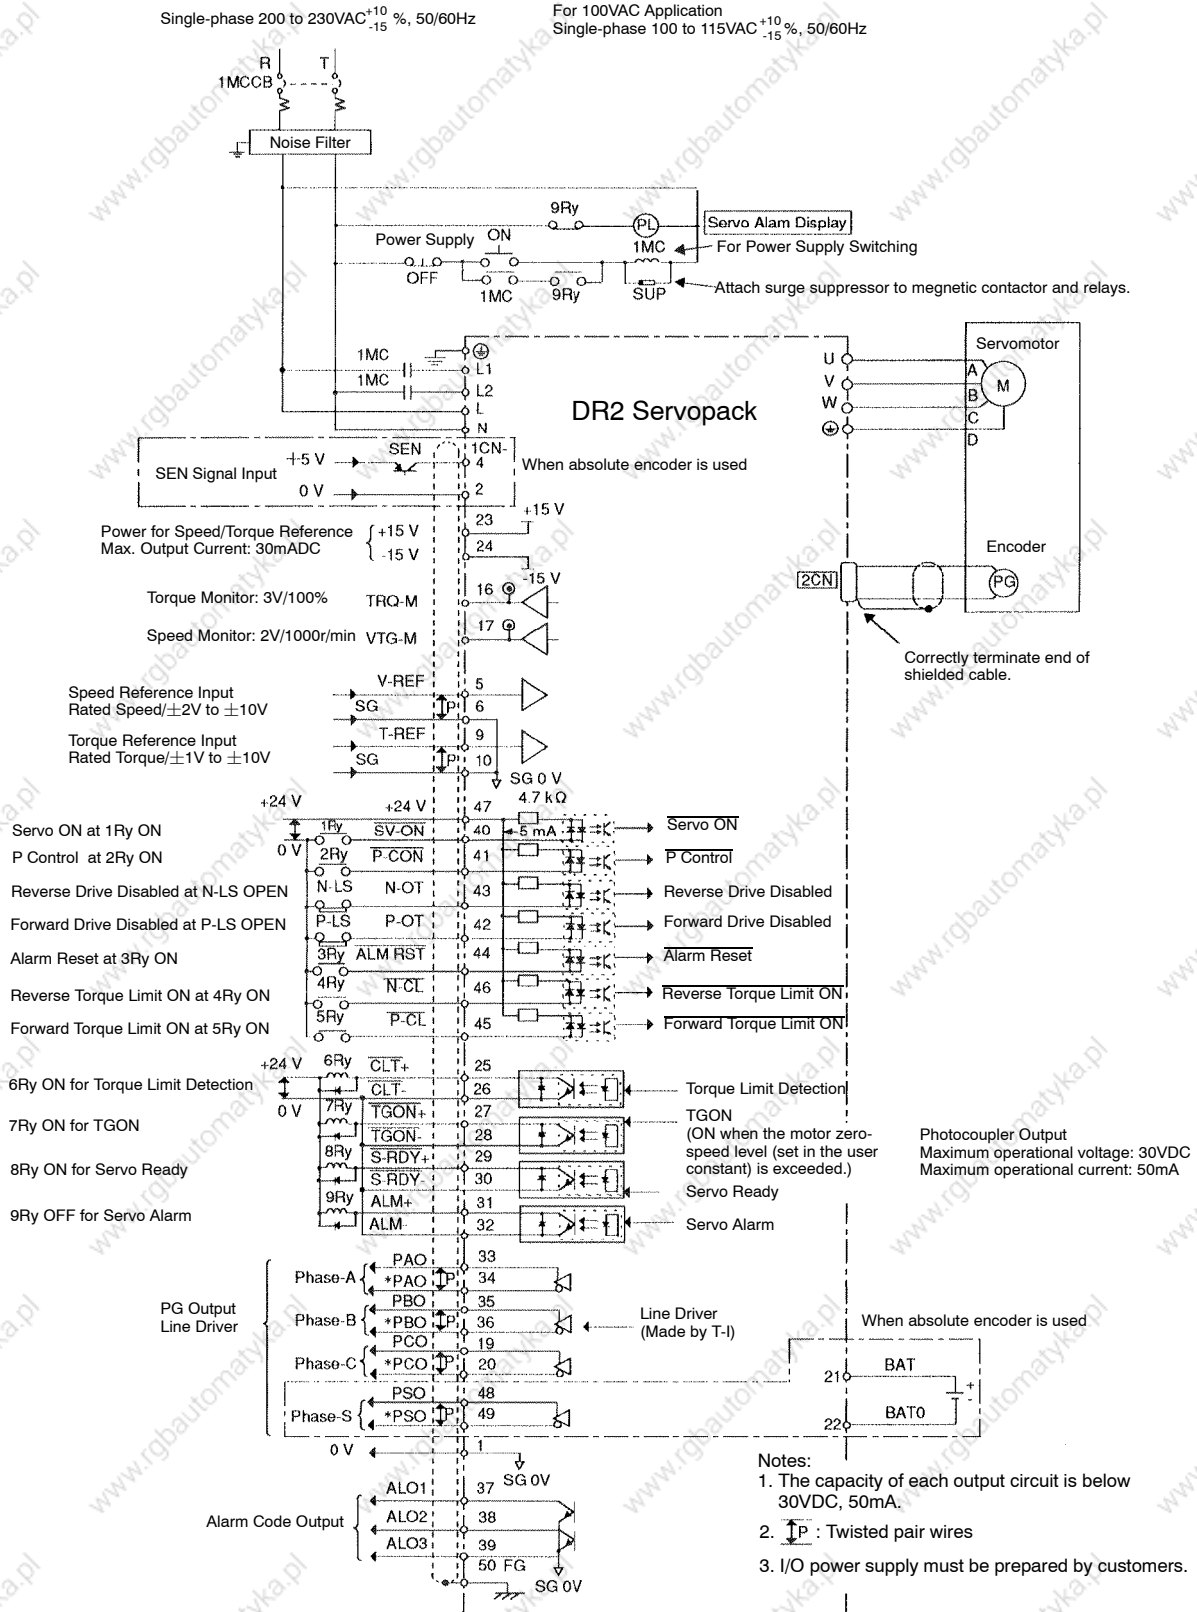 Single-phase 200 to 230VAC +10 -15 %, 50/60Hz
For 100VAC Application
Single-phase 100 to 115VAC +10 -15 %, 50/60Hz
R T
1MCCB
Noise Filter
9Ry
PL
Servo Alam Display
Power Supply
ON
1MC
For Power Supply Switching
OFF
1MC
9Ry
SUP
Attach surge suppressor to megnetic contactor and relays.
1MC
L1
1MC
L2
L
N
DR2 Servopack
U
V
W
Servomotor
A
B
C
D
M
1CN-
SEN Signal Input
+5 V
SEN
4
0 V
2
When absolute encoder is used
Power for Speed/Torque Reference
Max. Output Current: 30mADC
+15 V
23
+15 V
-15 V
24
-15 V
Encoder
2CN
PG
Correctly terminate end of
shielded cable.
Torque Monitor: 3V/100%
TRQ-M
16
Speed Monitor: 2V/1000r/min
VTG-M
17
Speed Reference Input
Rated Speed/±2V to ±10V
V-REF
5
SG
P
6
Torque Reference Input
Rated Torque/±1V to ±10V
T-REF
9
SG
P
10
SG 0 V
4.7 kΩ
+24 V
+24 V
47
0 V
5 mA
Servo ON at 1Ry ON
1Ry
SV-ON
40
Servo ON
P Control at 2Ry ON
2Ry
P-CON
41
P Control
Reverse Drive Disabled at N-LS OPEN
N-LS
N-OT
43
Reverse Drive Disabled
Forward Drive Disabled at P-LS OPEN
P-LS
P-OT
42
Forward Drive Disabled
Alarm Reset at 3Ry ON
3Ry
ALM RST
44
Alarm Reset
Reverse Torque Limit ON at 4Ry ON
4Ry
N-CL
46
Reverse Torque Limit ON
Forward Torque Limit ON at 5Ry ON
5Ry
P-CL
45
Forward Torque Limit ON
+24 V
0 V
6Ry ON for Torque Limit Detection
6Ry
CLT+
25
CLT-
26
Torque Limit Detection
7Ry ON for TGON
7Ry
TGON+
27
TGON-
28
TGON
(ON when the motor zero-
speed level (set in the user
constant) is exceeded.)
8Ry ON for Servo Ready
8Ry
S-RDY+
29
S-RDY-
30
Servo Ready
9Ry OFF for Servo Alarm
9Ry
ALM+
31
ALM-
32
Servo Alarm
Photocoupler Output
Maximum operational voltage: 30VDC
Maximum operational current: 50mA
PG Output
Line Driver
Phase-A
PAO
33
*PAO
P
34
Phase-B
PBO
35
*PBO
P
36
Phase-C
PCO
19
*PCO
P
20
Phase-S
PSO
48
*PSO
P
49
Line Driver
(Made by T-I)
When absolute encoder is used
21
BAT
+
-
22
BAT0
0 V
1
SG 0V
Alarm Code Output
ALO1
37
ALO2
38
ALO3
39
50 FG
SG 0V
Notes:
1. The capacity of each output circuit is below
30VDC, 50mA.
2. P : Twisted pair wires
3. I/O power supply must be prepared by customers.
www.rgbautomatyka.pl